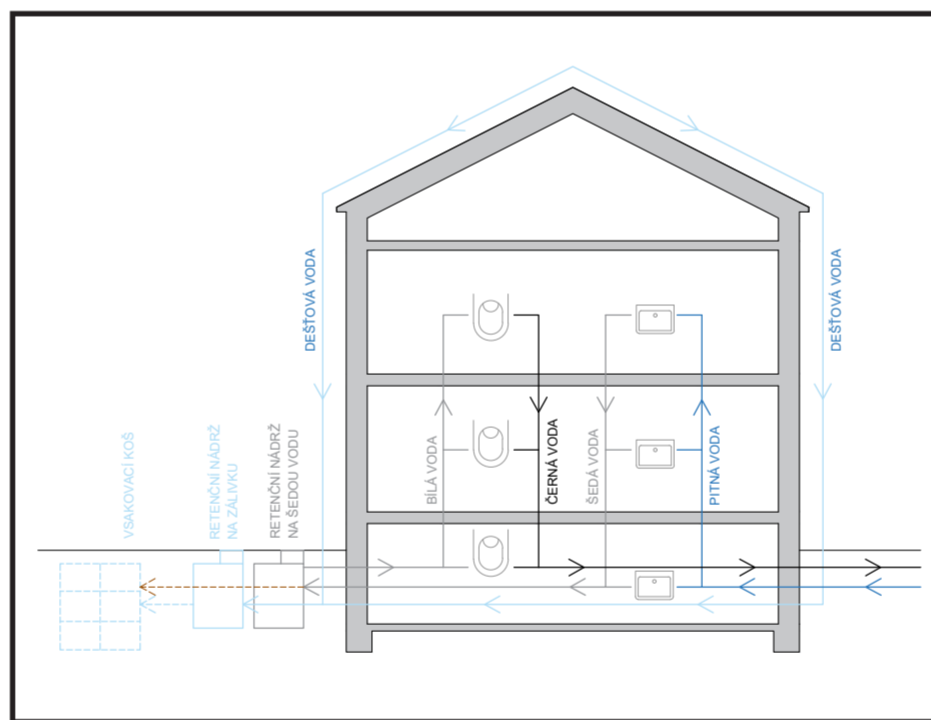 DEŠŤOVÁ VODA
DEŠŤOVÁ VODA
VSAKOVACÍ KOŠ
RETENČNÍ NÁDRŽ
NA ZÁLIVKU
RETENČNÍ NÁDRŽ
NA ŠEDOU VODU
BÍLÁ VODA
ČERNÁ VODA
ŠEDÁ VODA
PITNÁ VODA